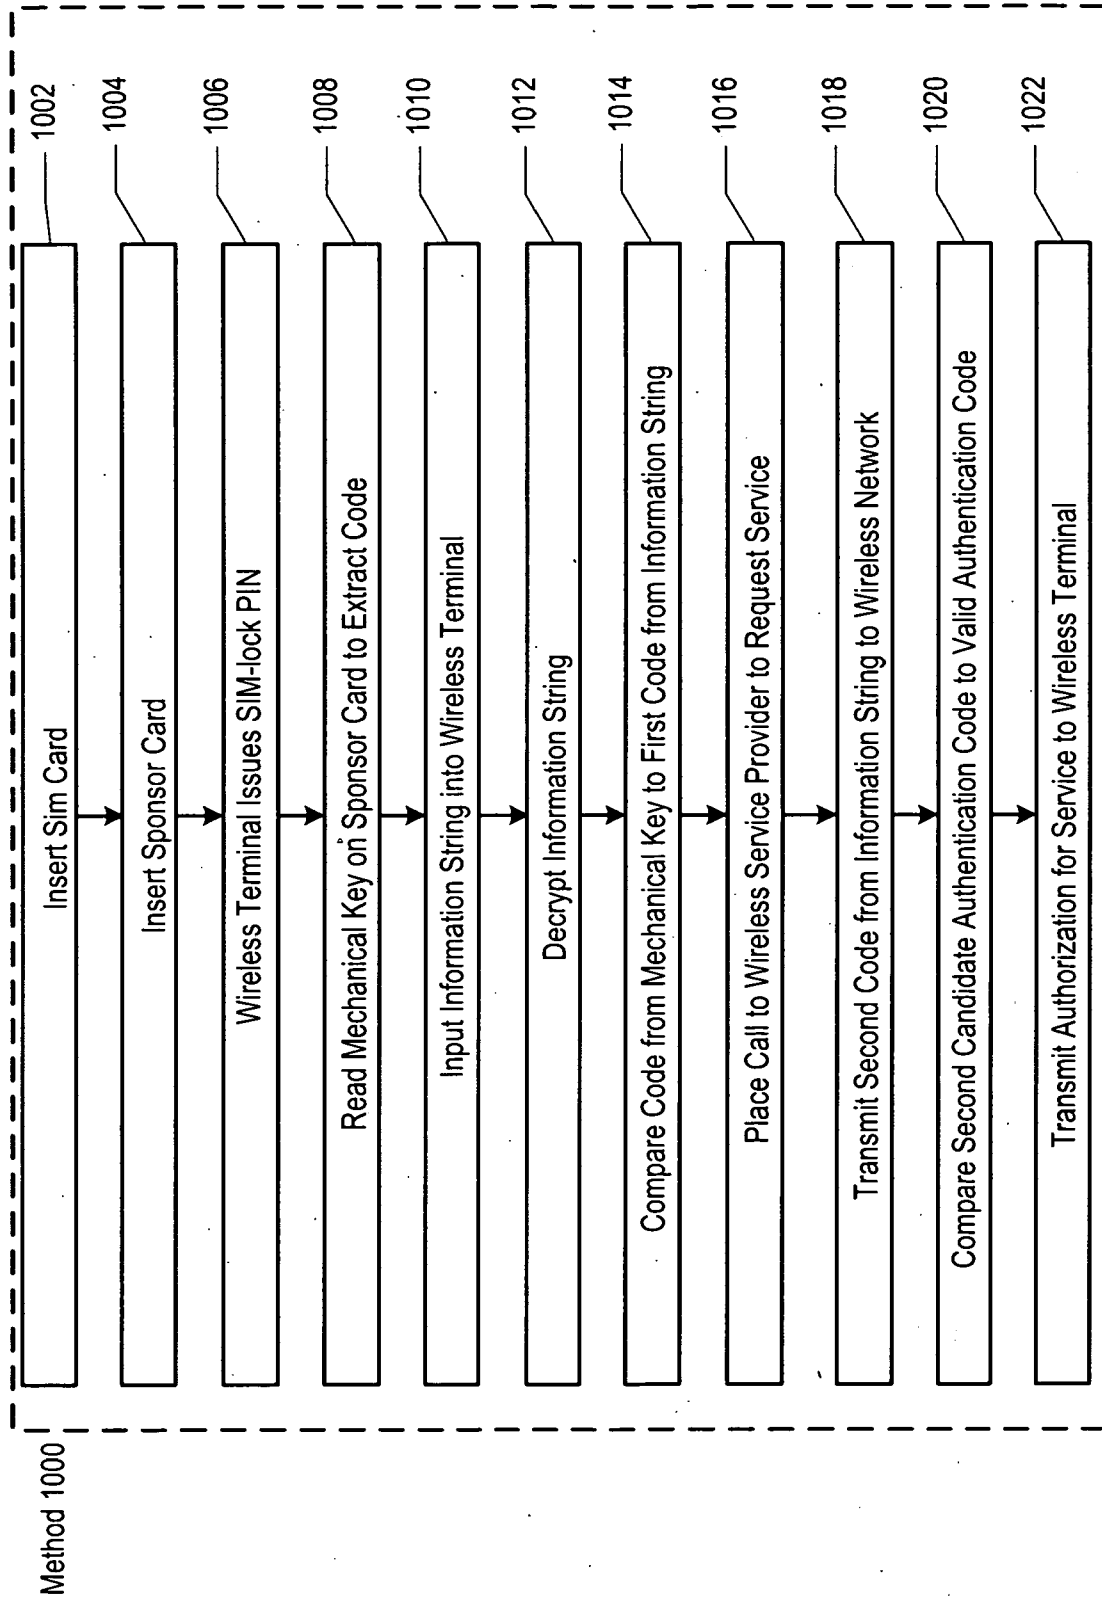 Method 1000
Insert Sim Card
1002
Insert Sponsor Card
1004
Wireless Terminal Issues SIM-lock PIN
1006
Read Mechanical Key on Sponsor Card to Extract Code
1008
Input Information String into Wireless Terminal
1010
Decrypt Information String
1012
Compare Code from Mechanical Key to First Code from Information String
1014
Place Call to Wireless Service Provider to Request Service
1016
Transmit Second Code from Information String to Wireless Network
1018
Compare Second Candidate Authentication Code to Valid Authentication Code
1020
Transmit Authorization for Service to Wireless Terminal
1022